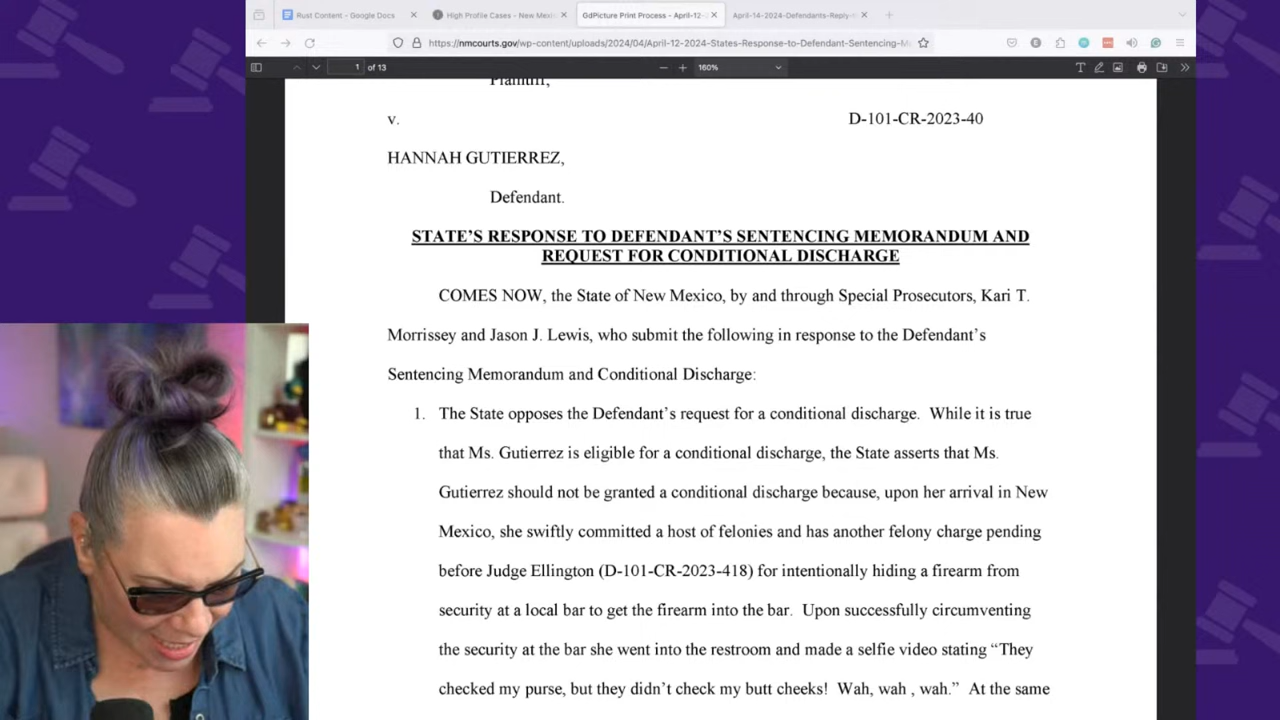 Rust Content - Google Docs
High Profile Cases - New Mexi
GdPicture Print Process - April-12-
April-14-2024-Defendants-Reply-
https://nmcourts.gov/wp-content/uploads/2024/04/April-12-2024-States-Response-to-Defendant-Sentencing-M
1 of 13
160%
Plaintiff,
v. D-101-CR-2023-40
HANNAH GUTIERREZ,
Defendant.
STATE’S RESPONSE TO DEFENDANT’S SENTENCING MEMORANDUM AND
REQUEST FOR CONDITIONAL DISCHARGE
COMES NOW, the State of New Mexico, by and through Special Prosecutors, Kari T.
Morrissey and Jason J. Lewis, who submit the following in response to the Defendant’s
Sentencing Memorandum and Conditional Discharge:
1. The State opposes the Defendant’s request for a conditional discharge. While it is true
that Ms. Gutierrez is eligible for a conditional discharge, the State asserts that Ms.
Gutierrez should not be granted a conditional discharge because, upon her arrival in New
Mexico, she swiftly committed a host of felonies and has another felony charge pending
before Judge Ellington (D-101-CR-2023-418) for intentionally hiding a firearm from
security at a local bar to get the firearm into the bar. Upon successfully circumventing
the security at the bar she went into the restroom and made a selfie video stating “They
checked my purse, but they didn’t check my butt cheeks! Wah, wah , wah.” At the same